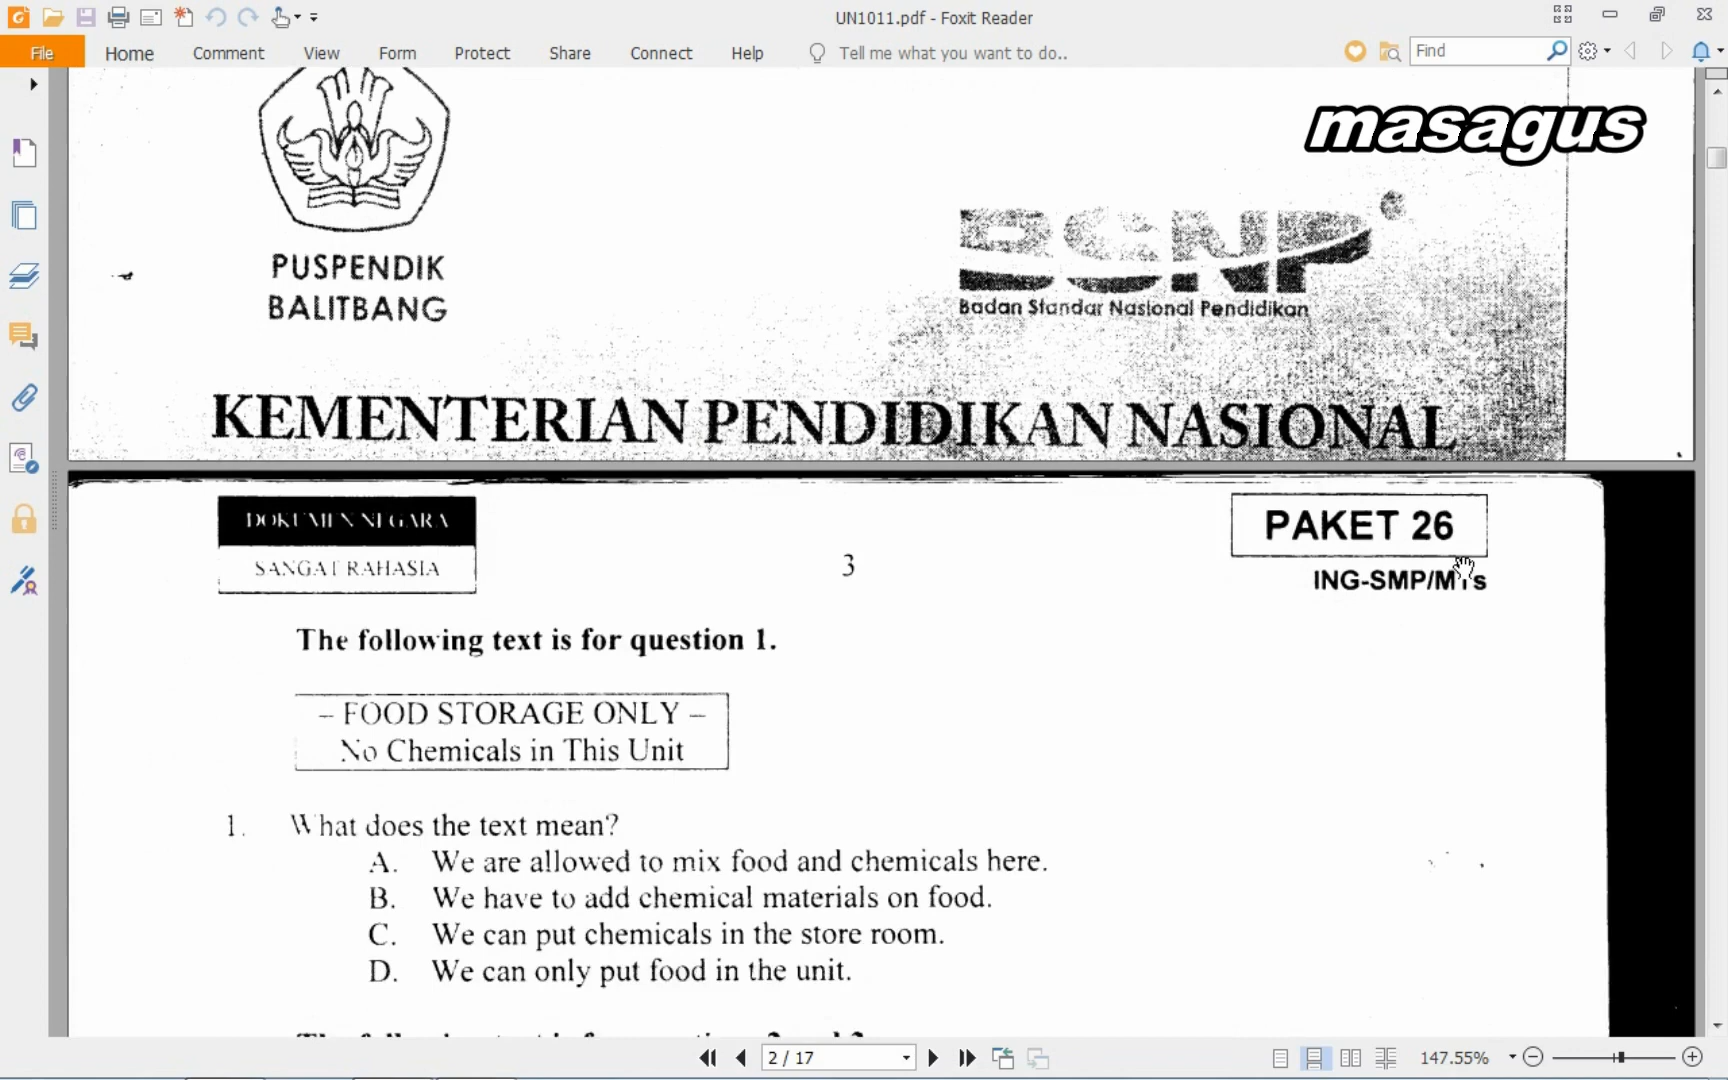 UN1011.pdf - Foxit Reader
File Home Comment View Form Protect Share Connect Help Tell me what you want to do.. Find
masagus
PUSPENDIK
BALITBANG
BSNP
Badan Standar Nasional Pendidikan
KEMENTERIAN PENDIDIKAN NASIONAL
DOKUMEN NEGARA
SANGAT RAHASIA
3
PAKET 26
ING-SMP/MTs
The following text is for question 1.
– FOOD STORAGE ONLY –
No Chemicals in This Unit
1. What does the text mean?
A. We are allowed to mix food and chemicals here.
B. We have to add chemical materials on food.
C. We can put chemicals in the store room.
D. We can only put food in the unit.
2 / 17
147.55%